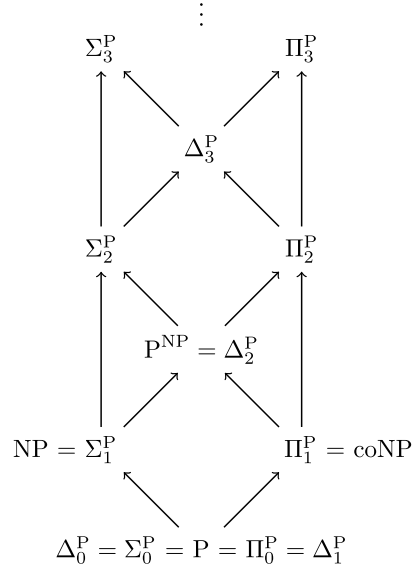 ⋮
Σ₃ᴾ Π₃ᴾ
Δ₃ᴾ
Σ₂ᴾ Π₂ᴾ
Pᴺᴾ = Δ₂ᴾ
NP = Σ₁ᴾ Π₁ᴾ = coNP
Δ₀ᴾ = Σ₀ᴾ = P = Π₀ᴾ = Δ₁ᴾ